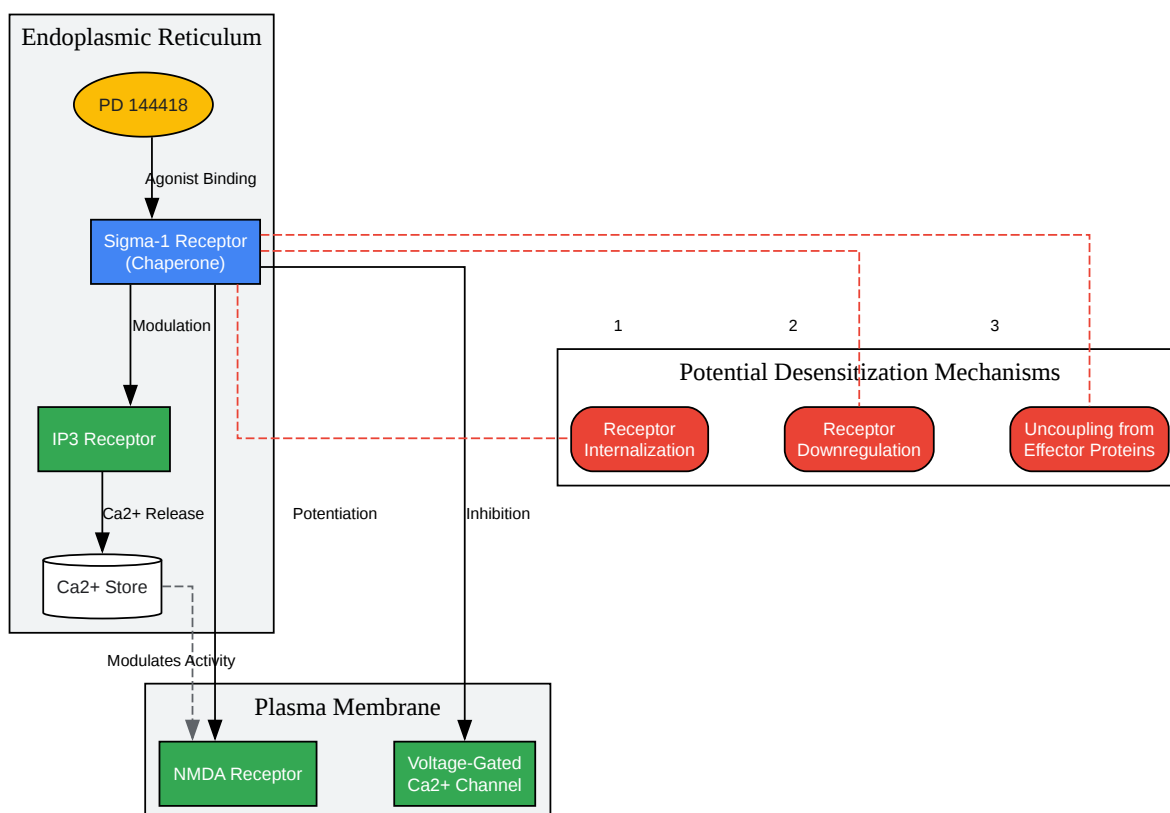 Endoplasmic Reticulum
PD 144418
Agonist Binding
Sigma-1 Receptor
(Chaperone)
Modulation
1
2
3
Potential Desensitization Mechanisms
IP3 Receptor
Receptor
Internalization
Receptor
Downregulation
Uncoupling from
Effector Proteins
Ca2+ Release
Potentiation
Inhibition
Ca2+ Store
Modulates Activity
Plasma Membrane
NMDA Receptor
Voltage-Gated
Ca2+ Channel